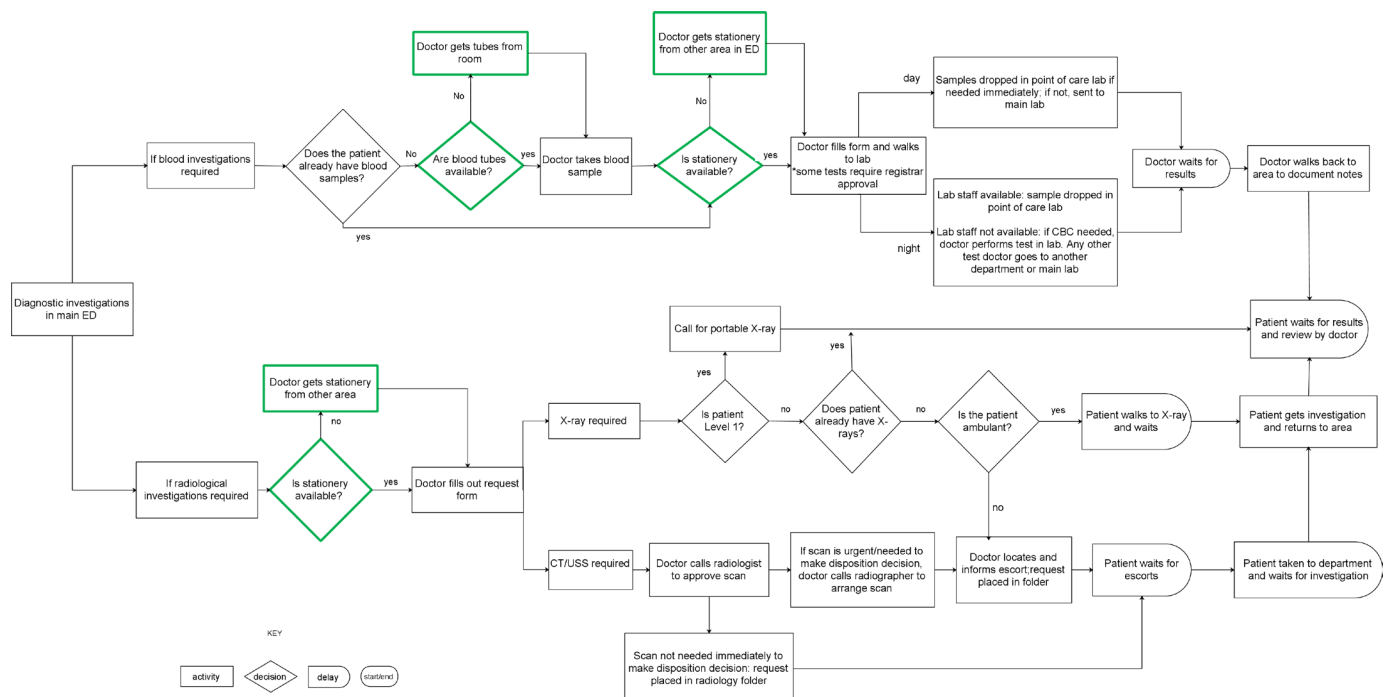 Doctor gets tubes from
room
Doctor gets stationery
from other area in ED
No
No
day
Samples dropped in point of care lab if
needed immediately; if not, sent to
main lab
If blood investigations
required
Does the patient
already have blood
samples?
No
Are blood tubes
available?
yes
Doctor takes blood
sample
Is stationery
available?
yes
Doctor fills form and walks
to lab
*some tests require registrar
approval
Doctor waits for
results
Doctor walks back to
area to document notes
yes
night
Lab staff available: sample dropped in
point of care lab
Lab staff not available: if CBC needed,
doctor performs test in lab. Any other
test doctor goes to another
department or main lab
Diagnostic investigations
in main ED
Call for portable X-ray
Patient waits for results
and review by doctor
yes
yes
Doctor gets stationery
from other area
no
X-ray required
Is patient
Level 1?
no
Does patient
already have X-
rays?
no
Is the patient
ambulant?
yes
Patient walks to X-ray
and waits
Patient gets investigation
and returns to area
If radiological
investigations required
Is stationery
available?
yes
Doctor fills out request
form
no
CT/USS required
Doctor calls radiologist
to approve scan
If scan is urgent/needed to
make disposition decision,
doctor calls radiographer to
arrange scan
Doctor locates and
informs escort;request
placed in folder
Patient waits for
escorts
Patient taken to department
and waits for investigation
Scan not needed immediately to
make disposition decision: request
placed in radiology folder
KEY
activity
decision
delay
start/end